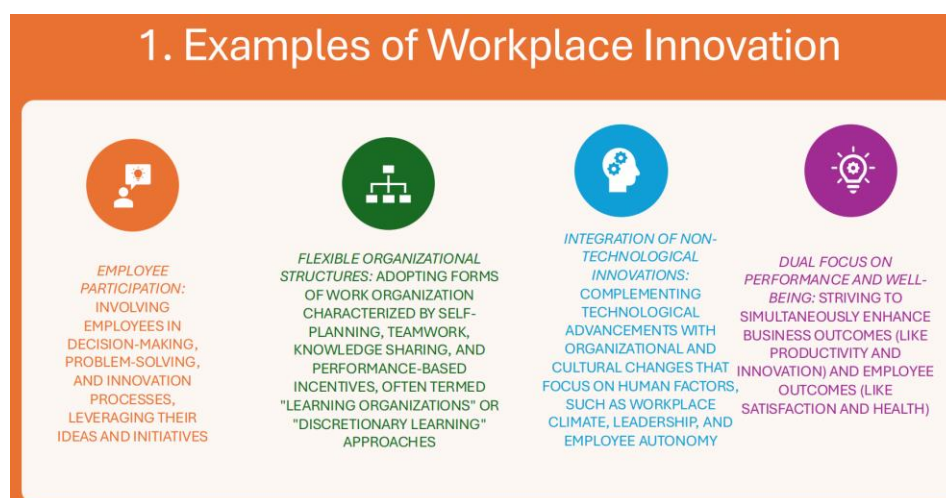 1. Examples of Workplace Innovation
EMPLOYEE
PARTICIPATION:
INVOLVING
EMPLOYEES IN
DECISION-MAKING,
PROBLEM-SOLVING,
AND INNOVATION
PROCESSES,
LEVERAGING THEIR
IDEAS AND INITIATIVES
FLEXIBLE ORGANIZATIONAL
STRUCTURES: ADOPTING FORMS
OF WORK ORGANIZATION
CHARACTERIZED BY SELF-
PLANNING, TEAMWORK,
KNOWLEDGE SHARING, AND
PERFORMANCE-BASED
INCENTIVES, OFTEN TERMED
"LEARNING ORGANIZATIONS" OR
"DISCRETIONARY LEARNING"
APPROACHES
INTEGRATION OF NON-
TECHNOLOGICAL
INNOVATIONS:
COMPLEMENTING
TECHNOLOGICAL
ADVANCEMENTS WITH
ORGANIZATIONAL AND
CULTURAL CHANGES THAT
FOCUS ON HUMAN FACTORS,
SUCH AS WORKPLACE
CLIMATE, LEADERSHIP, AND
EMPLOYEE AUTONOMY
DUAL FOCUS ON
PERFORMANCE AND WELL-
BEING: STRIVING TO
SIMULTANEOUSLY ENHANCE
BUSINESS OUTCOMES (LIKE
PRODUCTIVITY AND
INNOVATION) AND EMPLOYEE
OUTCOMES (LIKE
SATISFACTION AND HEALTH)